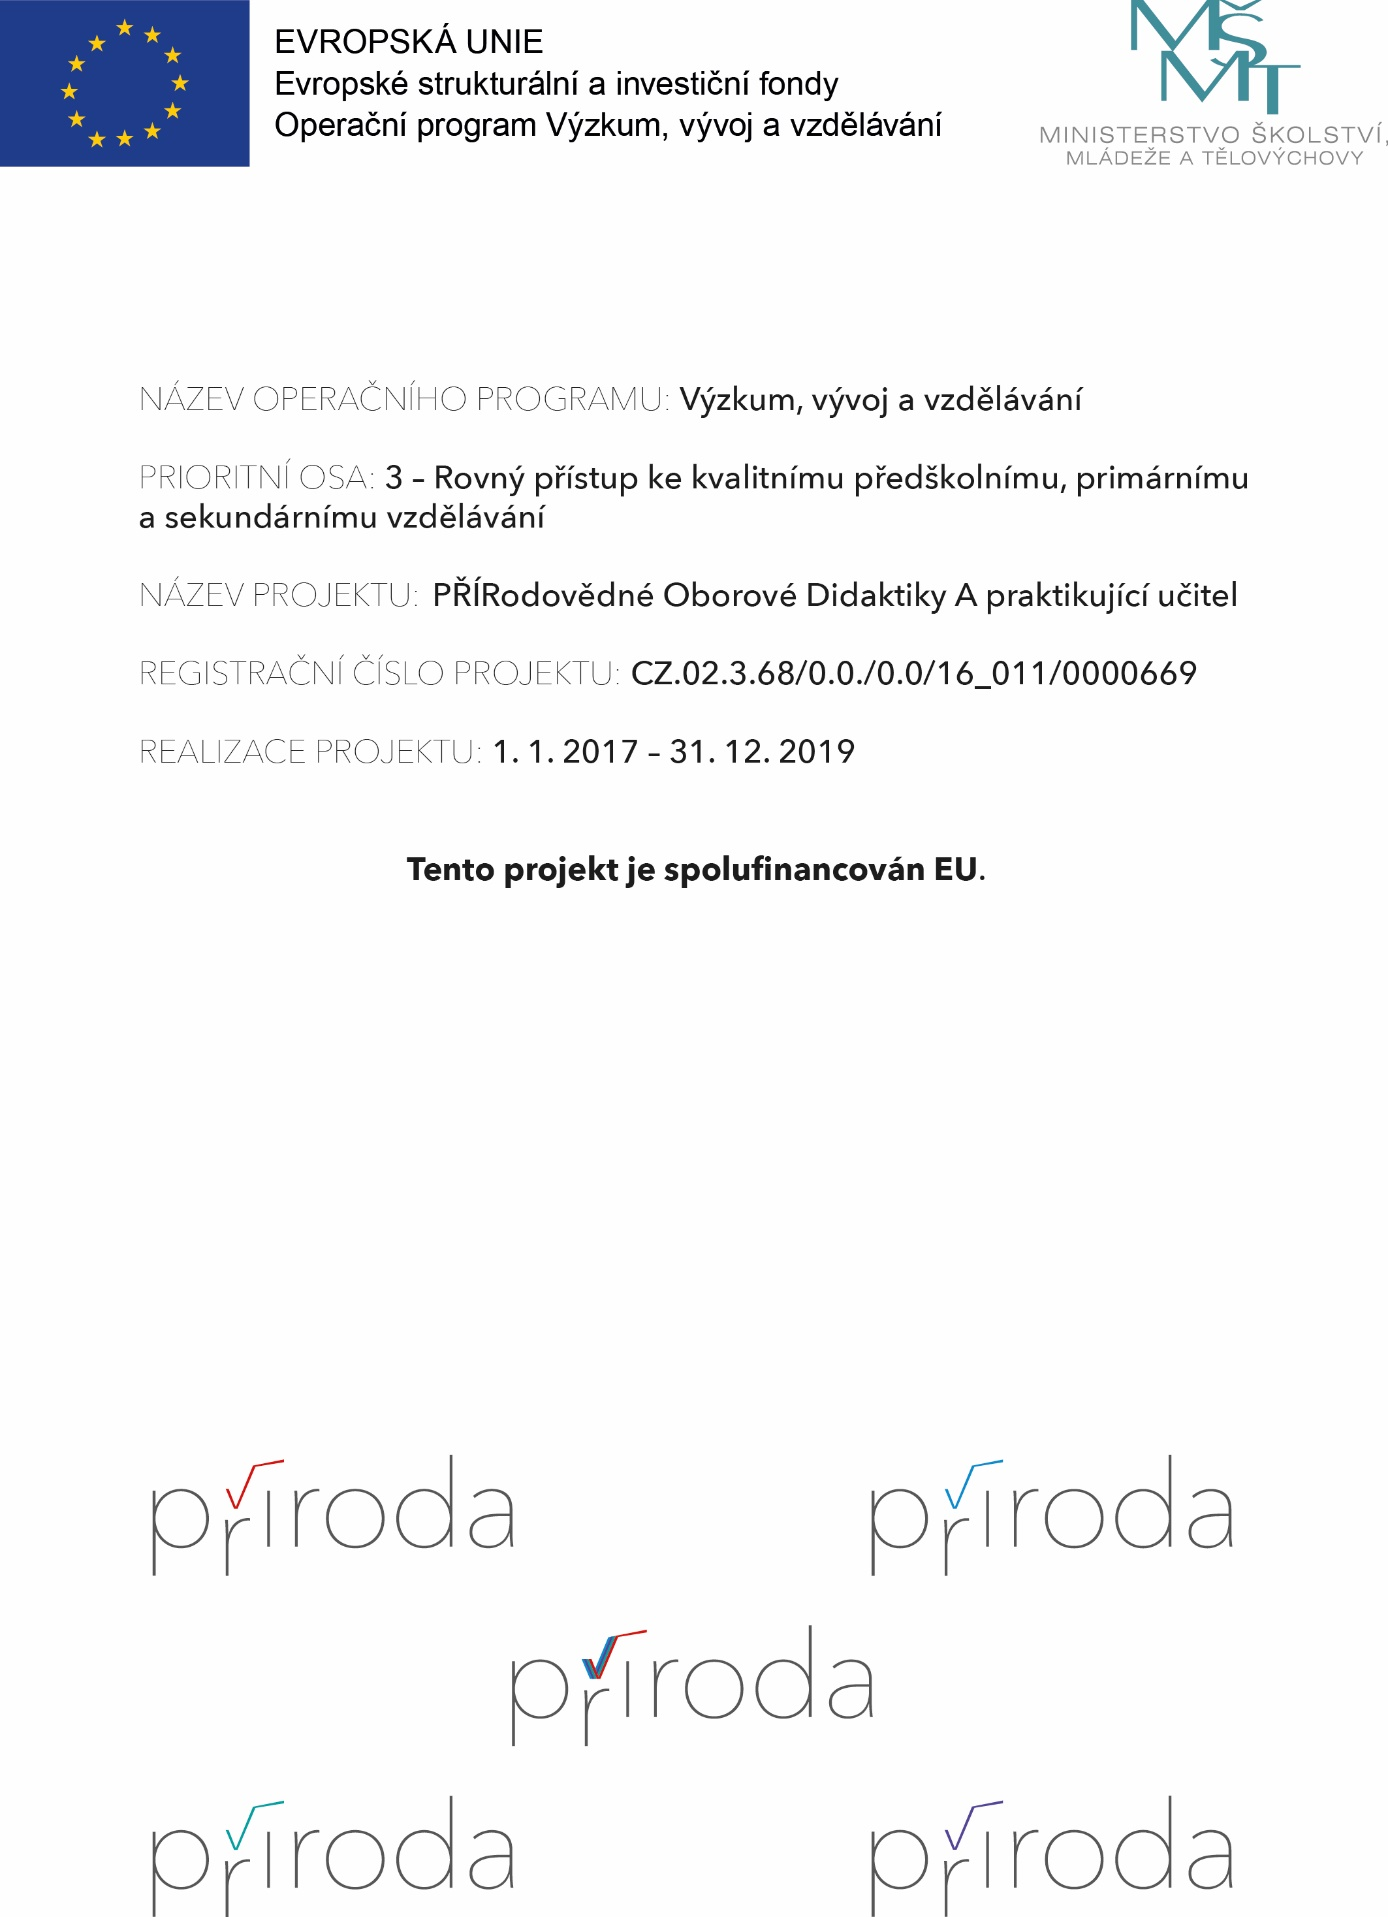 EVROPSKÁ UNIE
Evropské strukturální a investiční fondy
Operační program Výzkum, vývoj a vzdělávání
MŠMT
MINISTERSTVO ŠKOLSTVÍ,
MLÁDEŽE A TĚLOVÝCHOVY
NÁZEV OPERAČNÍHO PROGRAMU: Výzkum, vývoj a vzdělávání
PRIORITNÍ OSA: 3 – Rovný přístup ke kvalitnímu předškolnímu, primárnímu
a sekundárnímu vzdělávání
NÁZEV PROJEKTU: PŘÍRodovědné Oborové Didaktiky A praktikující učitel
REGISTRAČNÍ ČÍSLO PROJEKTU: CZ.02.3.68/0.0./0.0/16_011/0000669
REALIZACE PROJEKTU: 1. 1. 2017 – 31. 12. 2019
Tento projekt je spolufinancován EU.
příroda
příroda
příroda
příroda
příroda